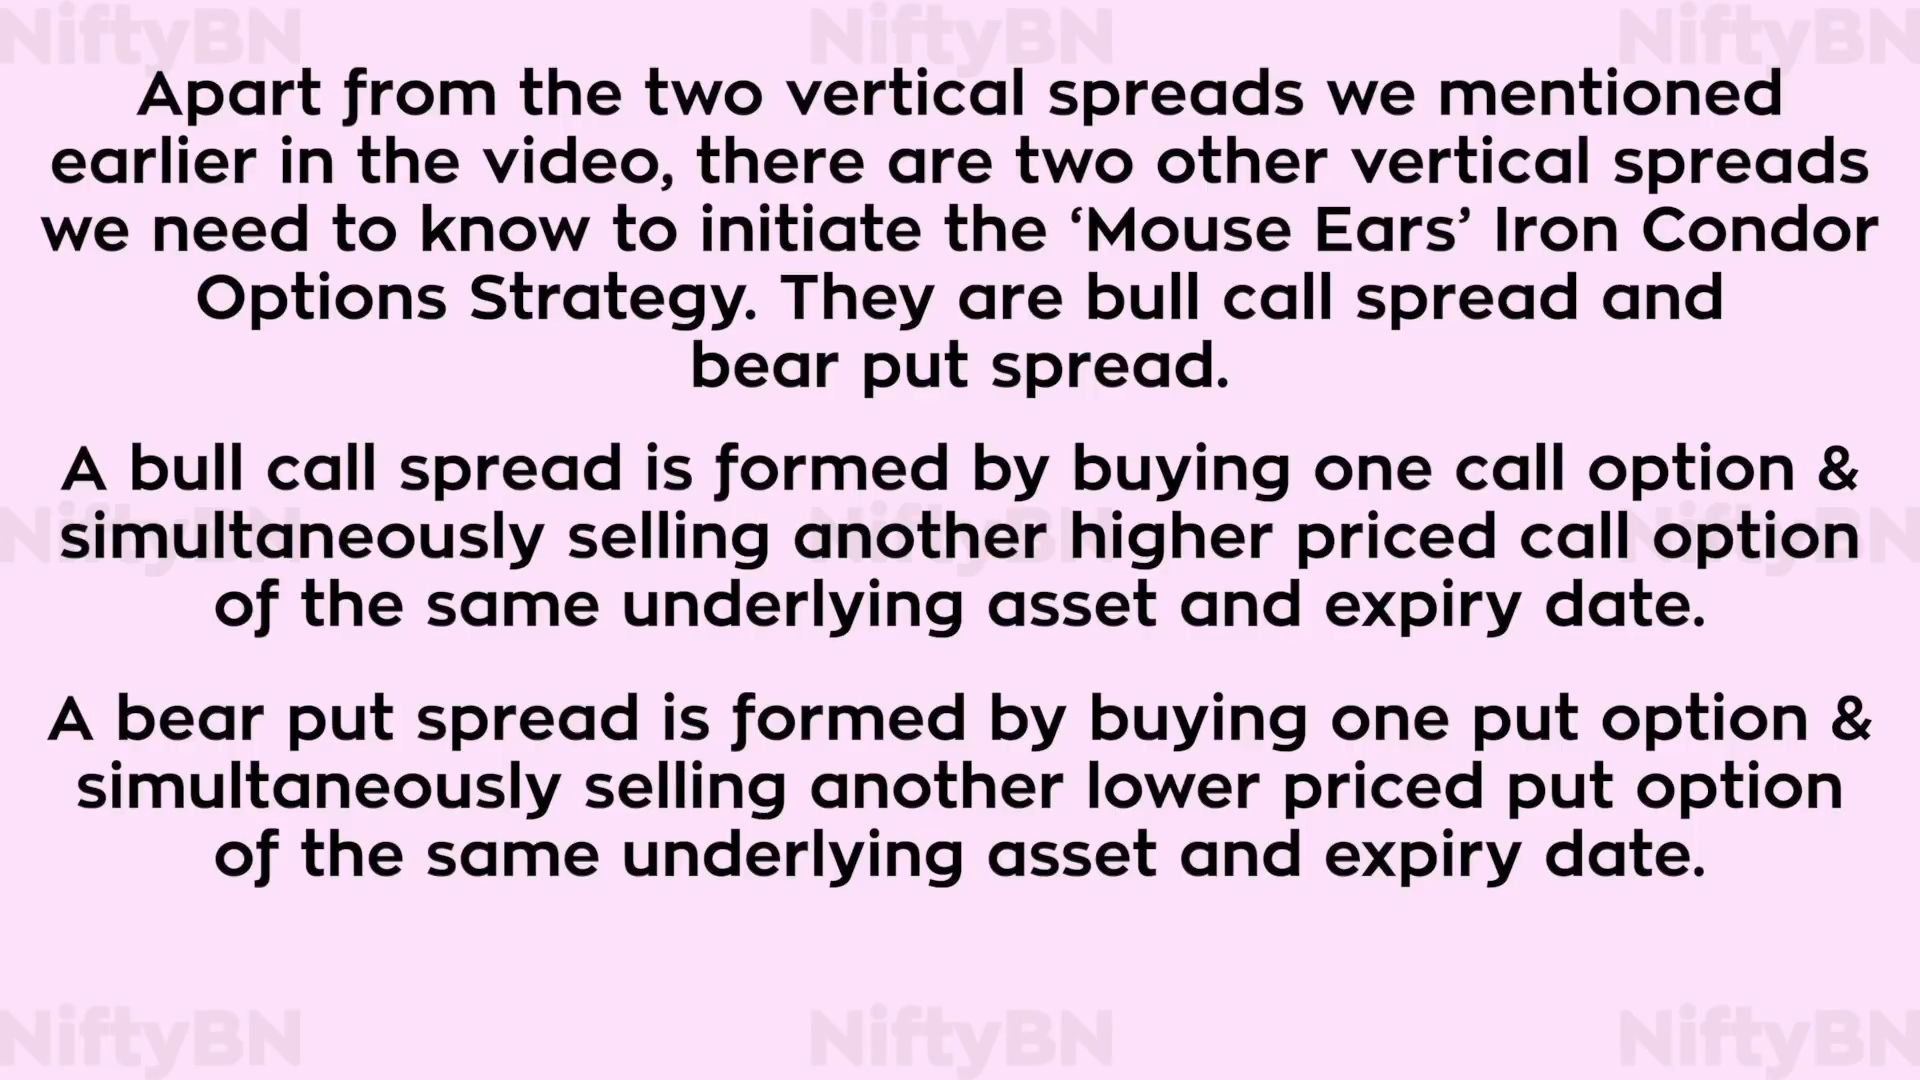 NiftyBN NiftyBN NiftyBN
Apart from the two vertical spreads we mentioned
earlier in the video, there are two other vertical spreads
we need to know to initiate the ‘Mouse Ears’ Iron Condor
Options Strategy. They are bull call spread and
bear put spread.
A bull call spread is formed by buying one call option &
NiftyBN NiftyBN NiftyBN
simultaneously selling another higher priced call option
of the same underlying asset and expiry date.
A bear put spread is formed by buying one put option &
simultaneously selling another lower priced put option
of the same underlying asset and expiry date.
NiftyBN NiftyBN NiftyBN